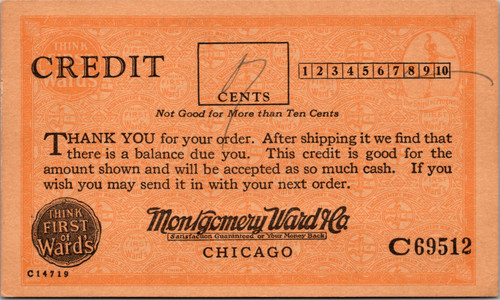 CREDIT
CENTS
1 2 3 4 5 6 7 8 9 10
Not Good for More than Ten Cents
THANK YOU for your order. After shipping it we find that
there is a balance due you. This credit is good for the
amount shown and will be accepted as so much cash. If you
wish you may send it in with your next order.
THINK
FIRST
OF
Wards
Montgomery Ward & Co.
Satisfaction Guaranteed or Your Money Back
CHICAGO
C69512
C14719